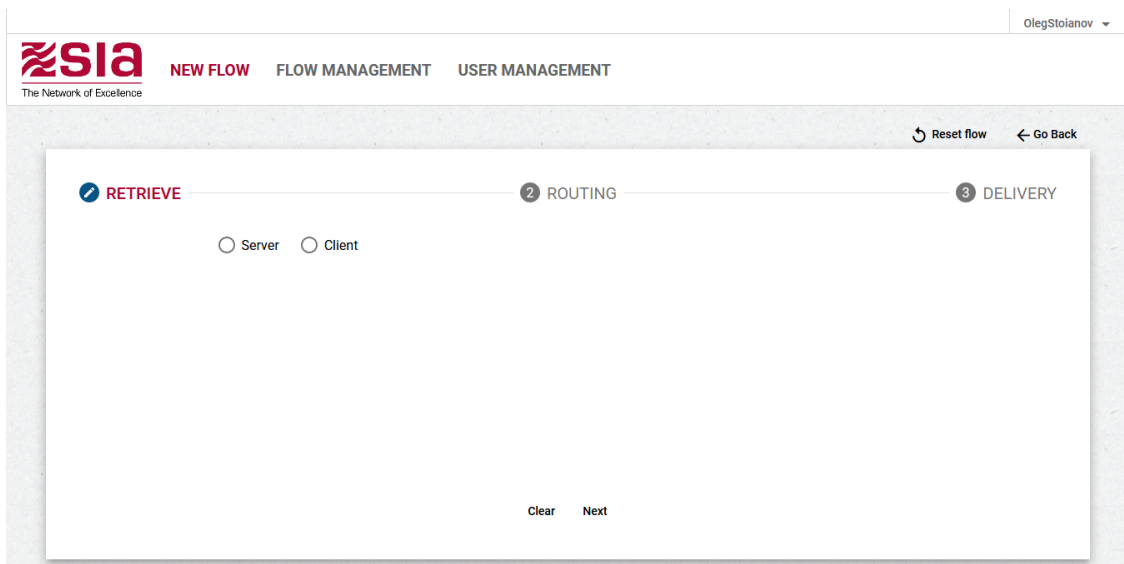 OlegStoianov
sia
The Network of Excellence
NEW FLOW FLOW MANAGEMENT USER MANAGEMENT
Reset flow Go Back
RETRIEVE 2 ROUTING 3 DELIVERY
Server Client
Clear Next